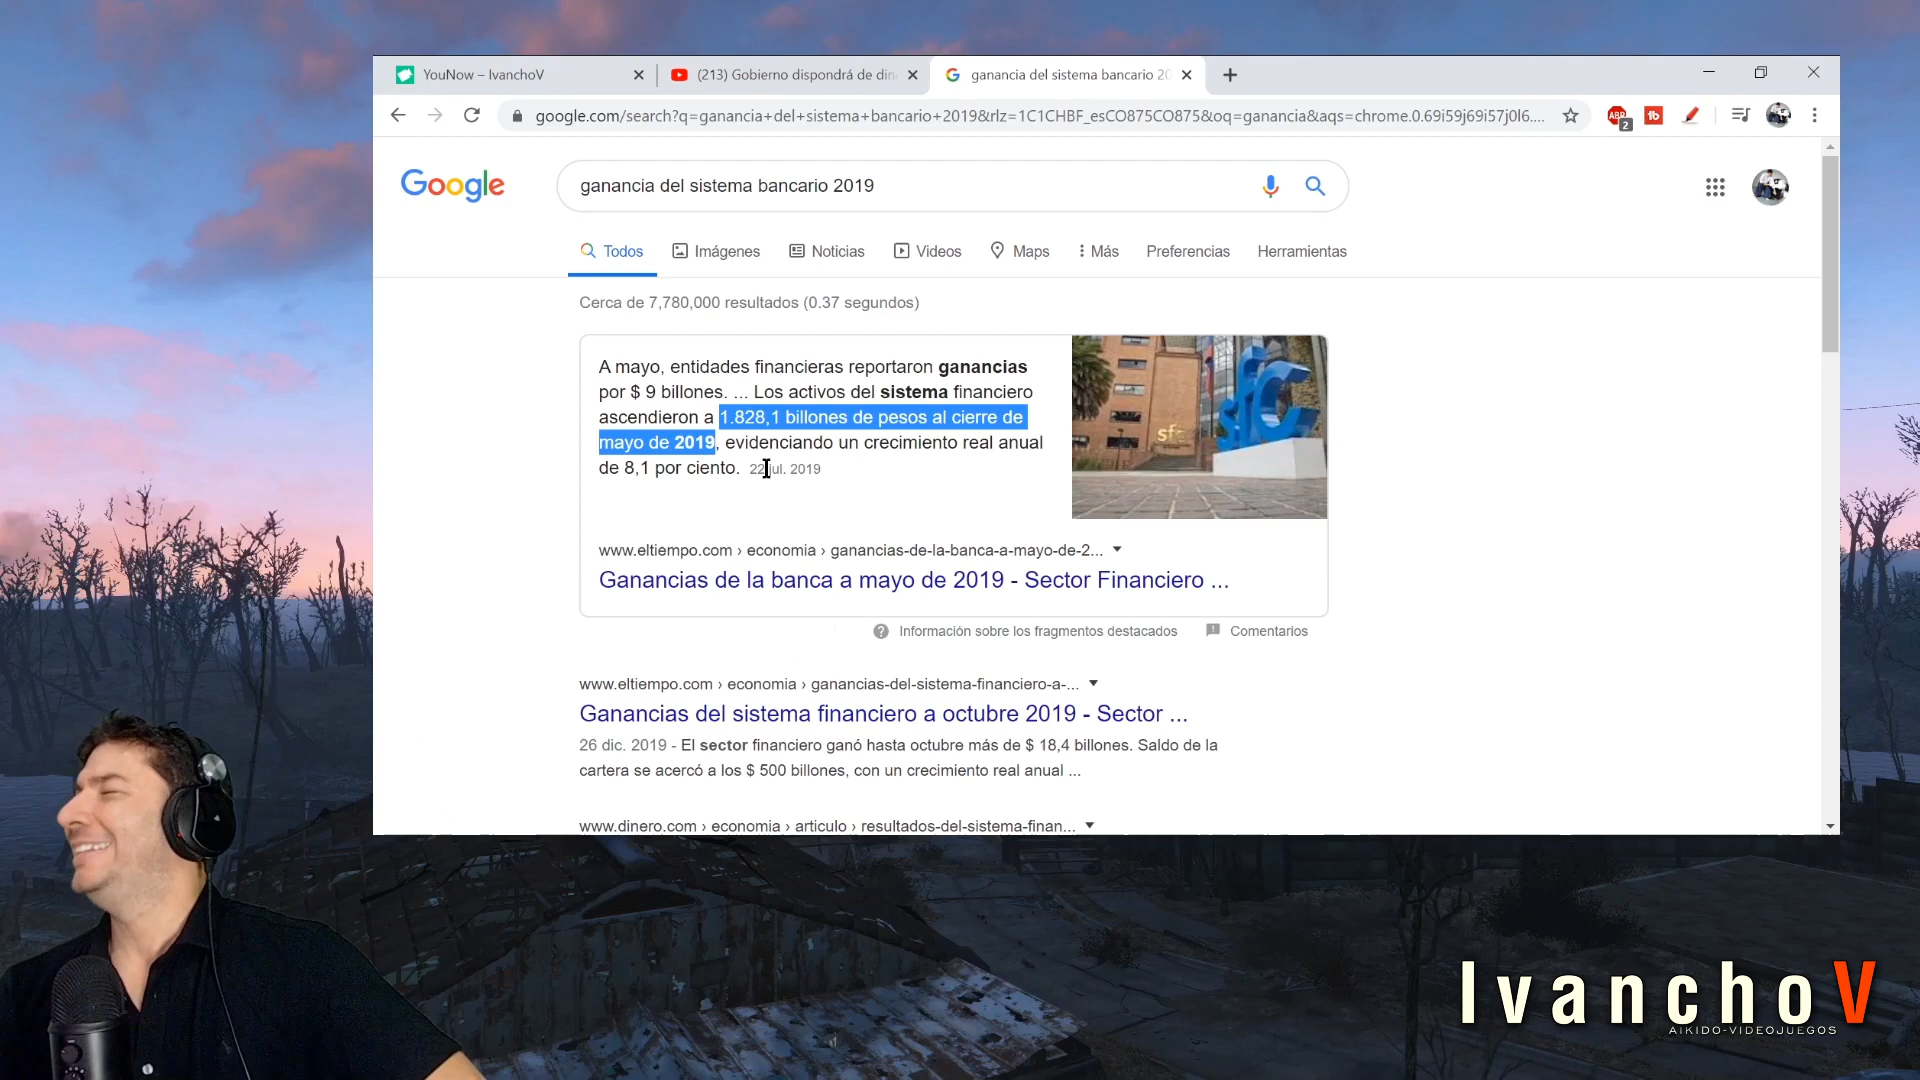 YouNow – IvanchoV
(213) Gobierno dispondrá de din
ganancia del sistema bancario 20
google.com/search?q=ganancia+del+sistema+bancario+2019&rlz=1C1CHBF_esCO875CO875&oq=ganancia&aqs=chrome.0.69i59j69i57j0l6....
ABP
2
tb
Google
ganancia del sistema bancario 2019
Todos
Imágenes
Noticias
Videos
Maps
Más
Preferencias
Herramientas
Cerca de 7,780,000 resultados (0.37 segundos)
A mayo, entidades financieras reportaron ganancias
por $ 9 billones. ... Los activos del sistema financiero
ascendieron a 1.828,1 billones de pesos al cierre de
mayo de 2019, evidenciando un crecimiento real anual
de 8,1 por ciento. 22 jul. 2019
sfc
www.eltiempo.com › economia › ganancias-de-la-banca-a-mayo-de-2...
Ganancias de la banca a mayo de 2019 - Sector Financiero ...
Información sobre los fragmentos destacados
Comentarios
www.eltiempo.com › economia › ganancias-del-sistema-financiero-a-...
Ganancias del sistema financiero a octubre 2019 - Sector ...
26 dic. 2019 - El sector financiero ganó hasta octubre más de $ 18,4 billones. Saldo de la
cartera se acercó a los $ 500 billones, con un crecimiento real anual ...
www.dinero.com › economia › articulo › resultados-del-sistema-finan...
IvanchoV
AIKIDO-VIDEOJUEGOS